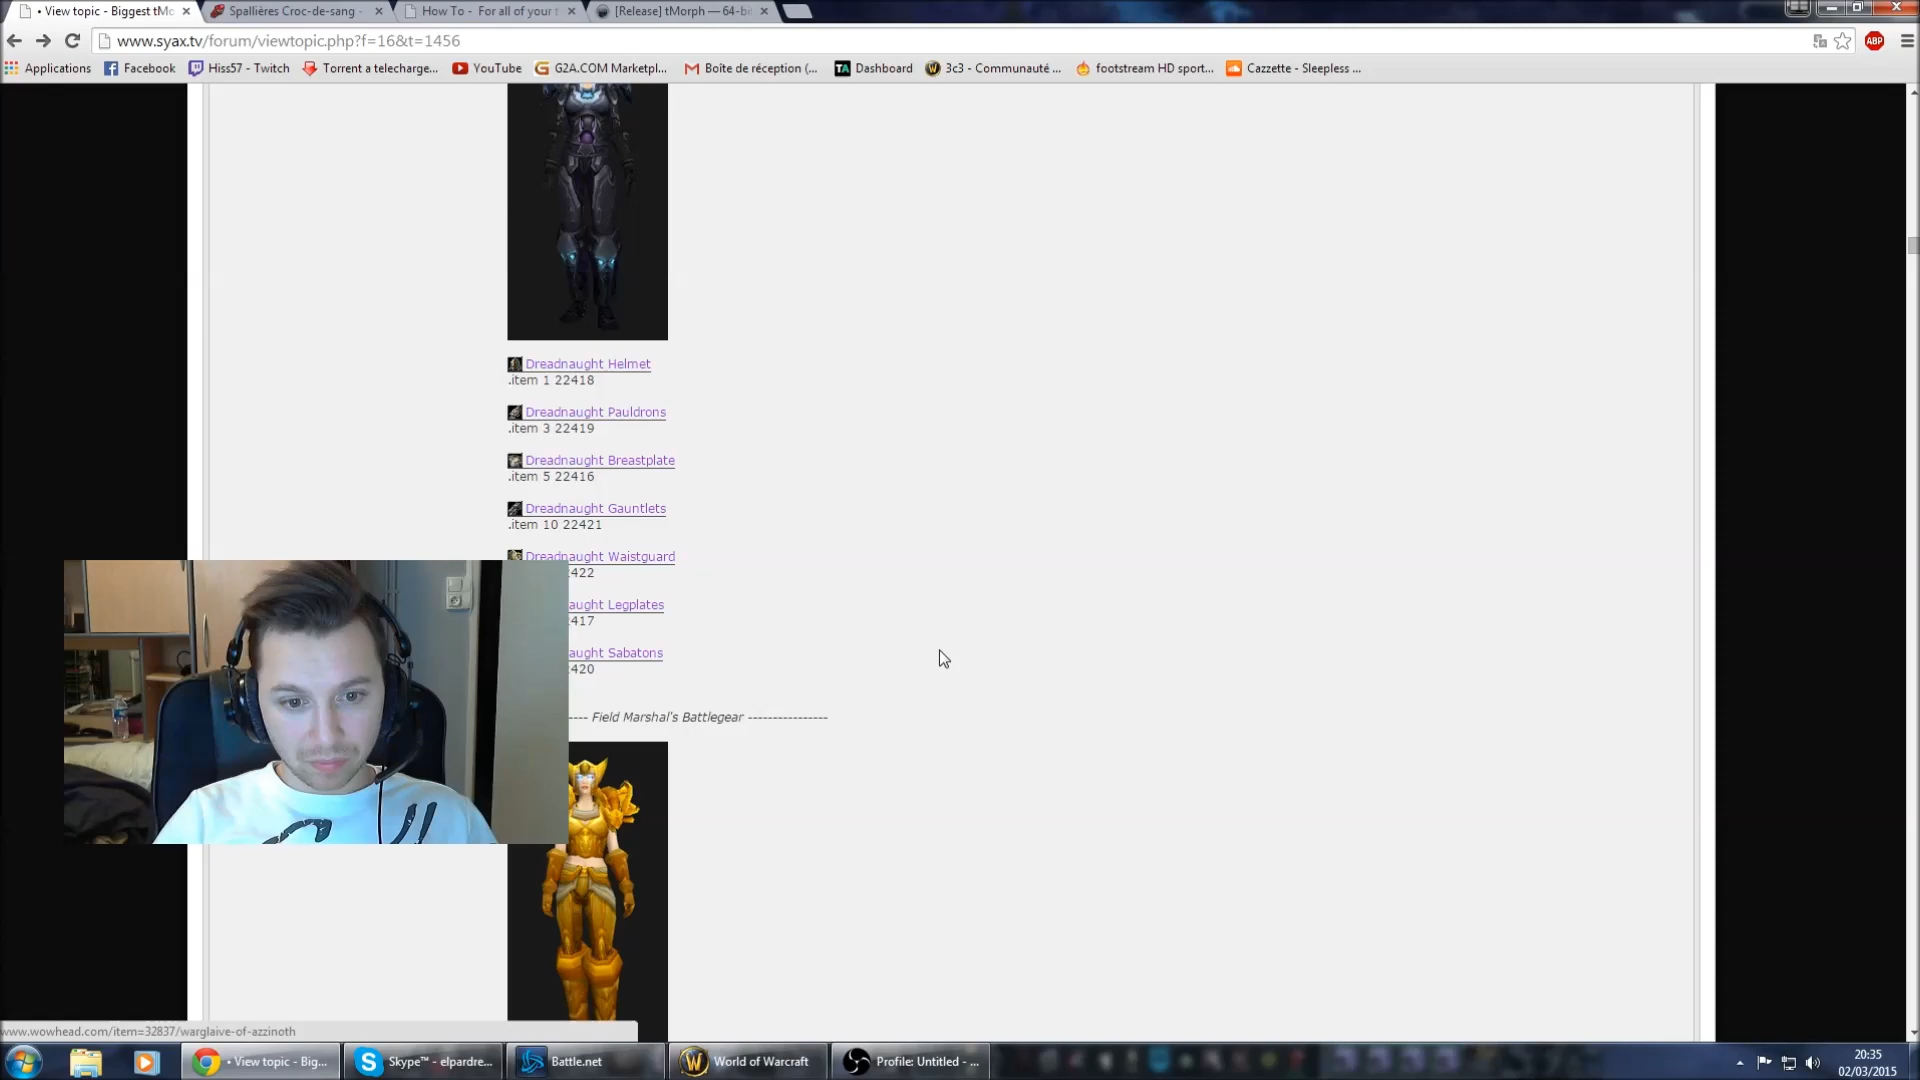 • View topic - Biggest tMo
Spallières Croc-de-sang -
How To - For all of your t
[Release] tMorph — 64-bi
www.syax.tv/forum/viewtopic.php?f=16&t=1456
ABP
Applications
Facebook
Hiss57 - Twitch
Torrent a telecharge...
YouTube
G2A.COM Marketpl...
Boîte de réception (...
TA Dashboard
3c3 - Communauté ...
footstream HD sport...
Cazzette - Sleepless ...
Dreadnaught Helmet
.item 1 22418
Dreadnaught Pauldrons
.item 3 22419
Dreadnaught Breastplate
.item 5 22416
Dreadnaught Gauntlets
.item 10 22421
Dreadnaught Waistguard
422
aught Legplates
417
aught Sabatons
420
---- Field Marshal's Battlegear ----------------
www.wowhead.com/item=32837/warglaive-of-azzinoth
• View topic - Big...
Skype™ - elpardre...
Battle.net
World of Warcraft
Profile: Untitled - ...
20:35
02/03/2015